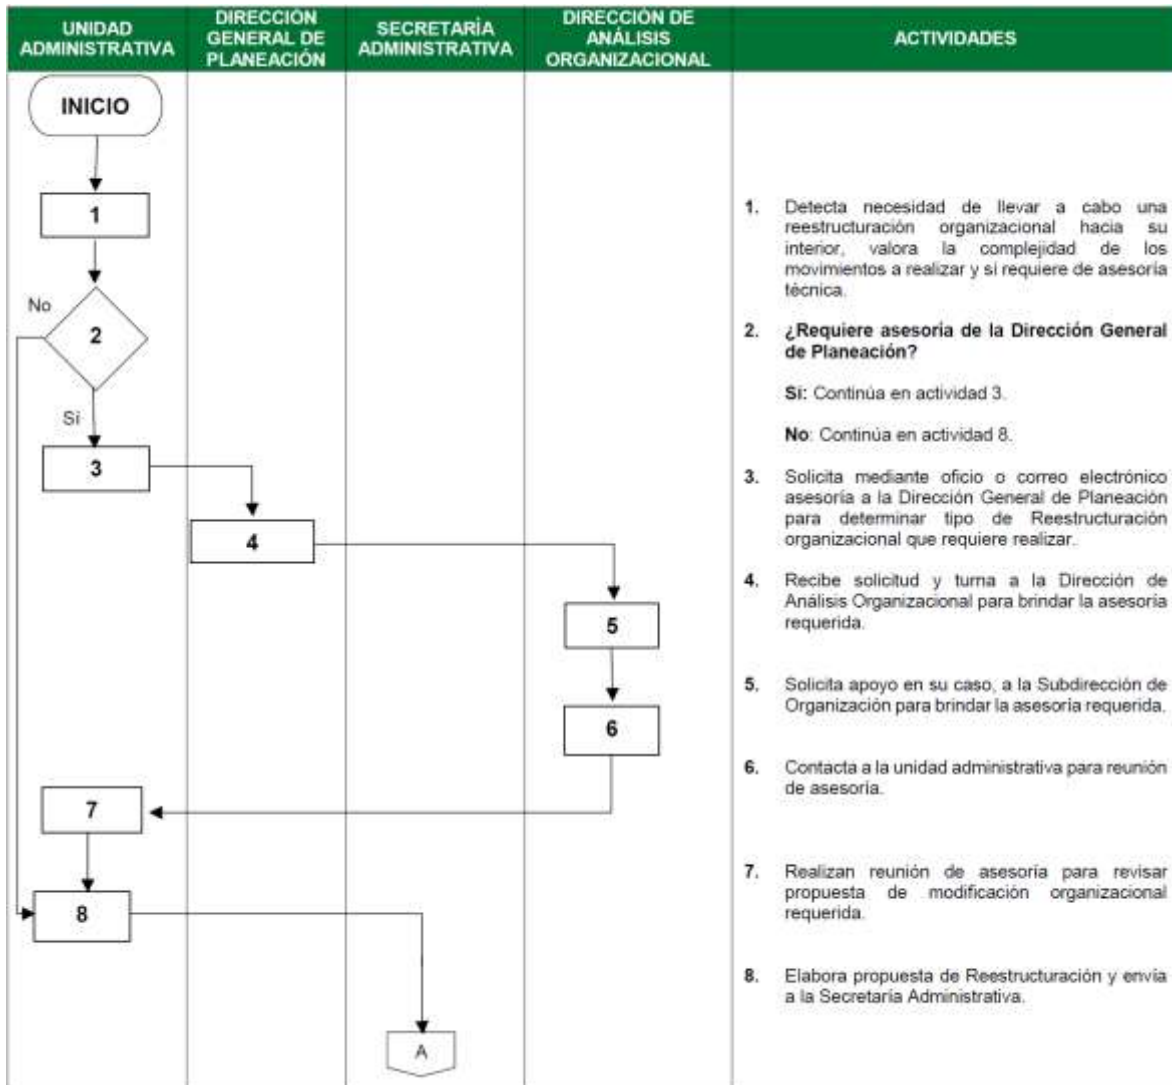 UNIDAD
ADMINISTRATIVA
DIRECCIÓN
GENERAL DE
PLANEACIÓN
SECRETARÍA
ADMINISTRATIVA
DIRECCIÓN DE
ANÁLISIS
ORGANIZACIONAL
ACTIVIDADES
INICIO
1
No
2
Si
3
4
5
6
7
8
A
1. Detecta necesidad de llevar a cabo una
reestructuración organizacional hacia su
interior, valora la complejidad de los
movimientos a realizar y si requiere de asesoría
técnica.
2. ¿Requiere asesoría de la Dirección General
de Planeación?
Si: Continúa en actividad 3.
No: Continúa en actividad 8.
3. Solicita mediante oficio o correo electrónico
asesoría a la Dirección General de Planeación
para determinar tipo de Reestructuración
organizacional que requiere realizar.
4. Recibe solicitud y turna a la Dirección de
Análisis Organizacional para brindar la asesoría
requerida.
5. Solicita apoyo en su caso, a la Subdirección de
Organización para brindar la asesoría requerida.
6. Contacta a la unidad administrativa para reunión
de asesoría.
7. Realizan reunión de asesoría para revisar
propuesta de modificación organizacional
requerida.
8. Elabora propuesta de Reestructuración y envía
a la Secretaría Administrativa.